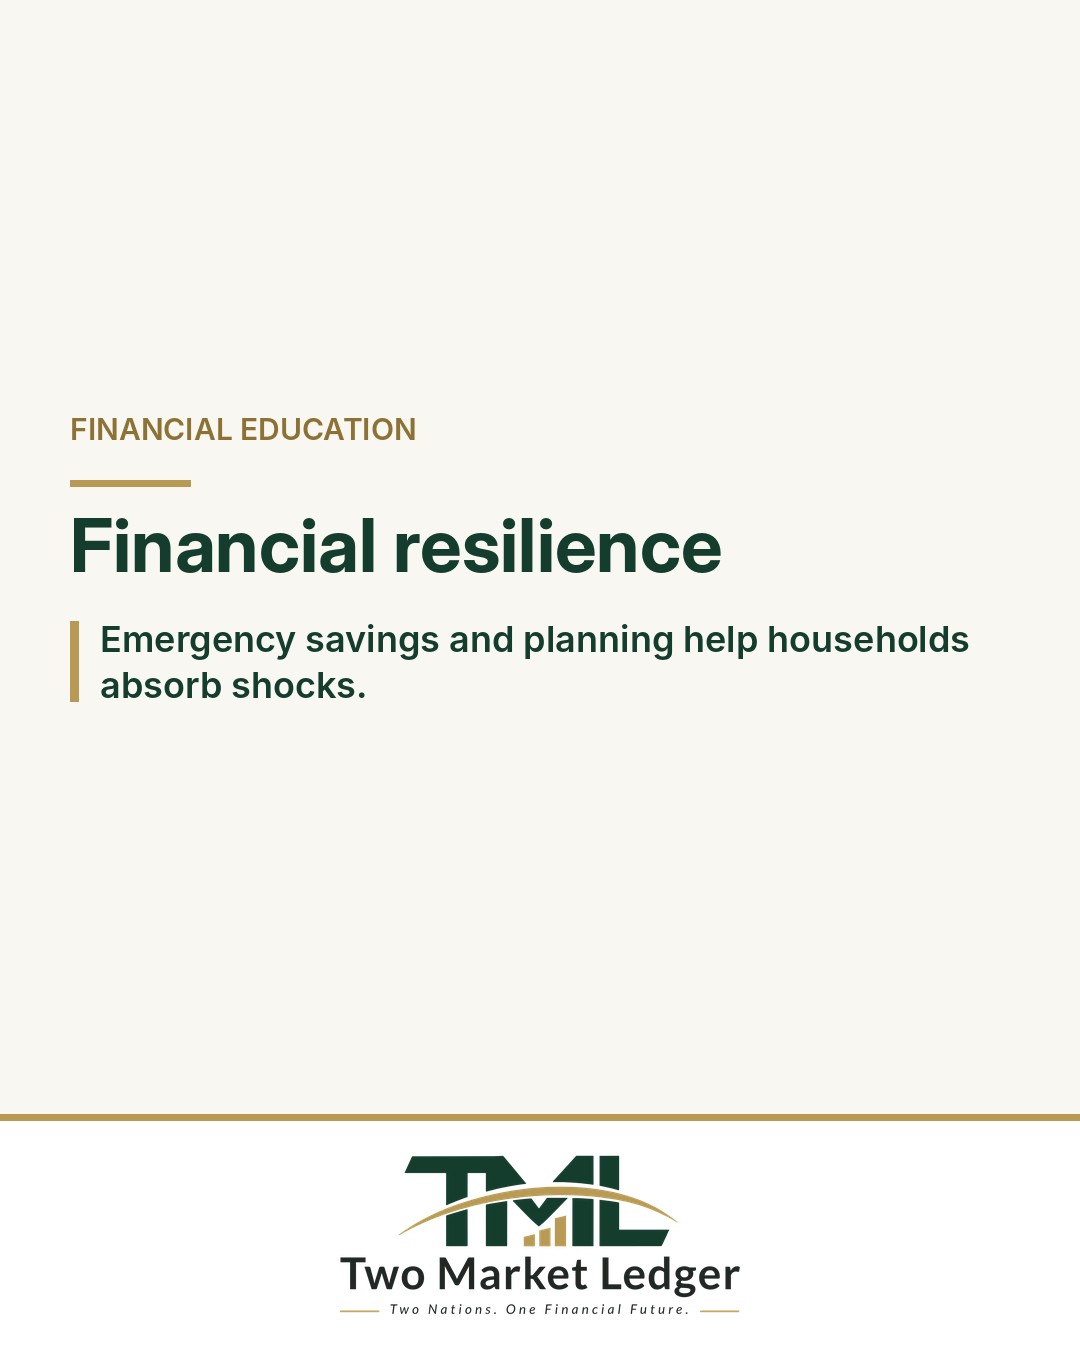 FINANCIAL EDUCATION
Financial resilience
Emergency savings and planning help households
absorb shocks.
TML
Two Market Ledger
Two Nations. One Financial Future.